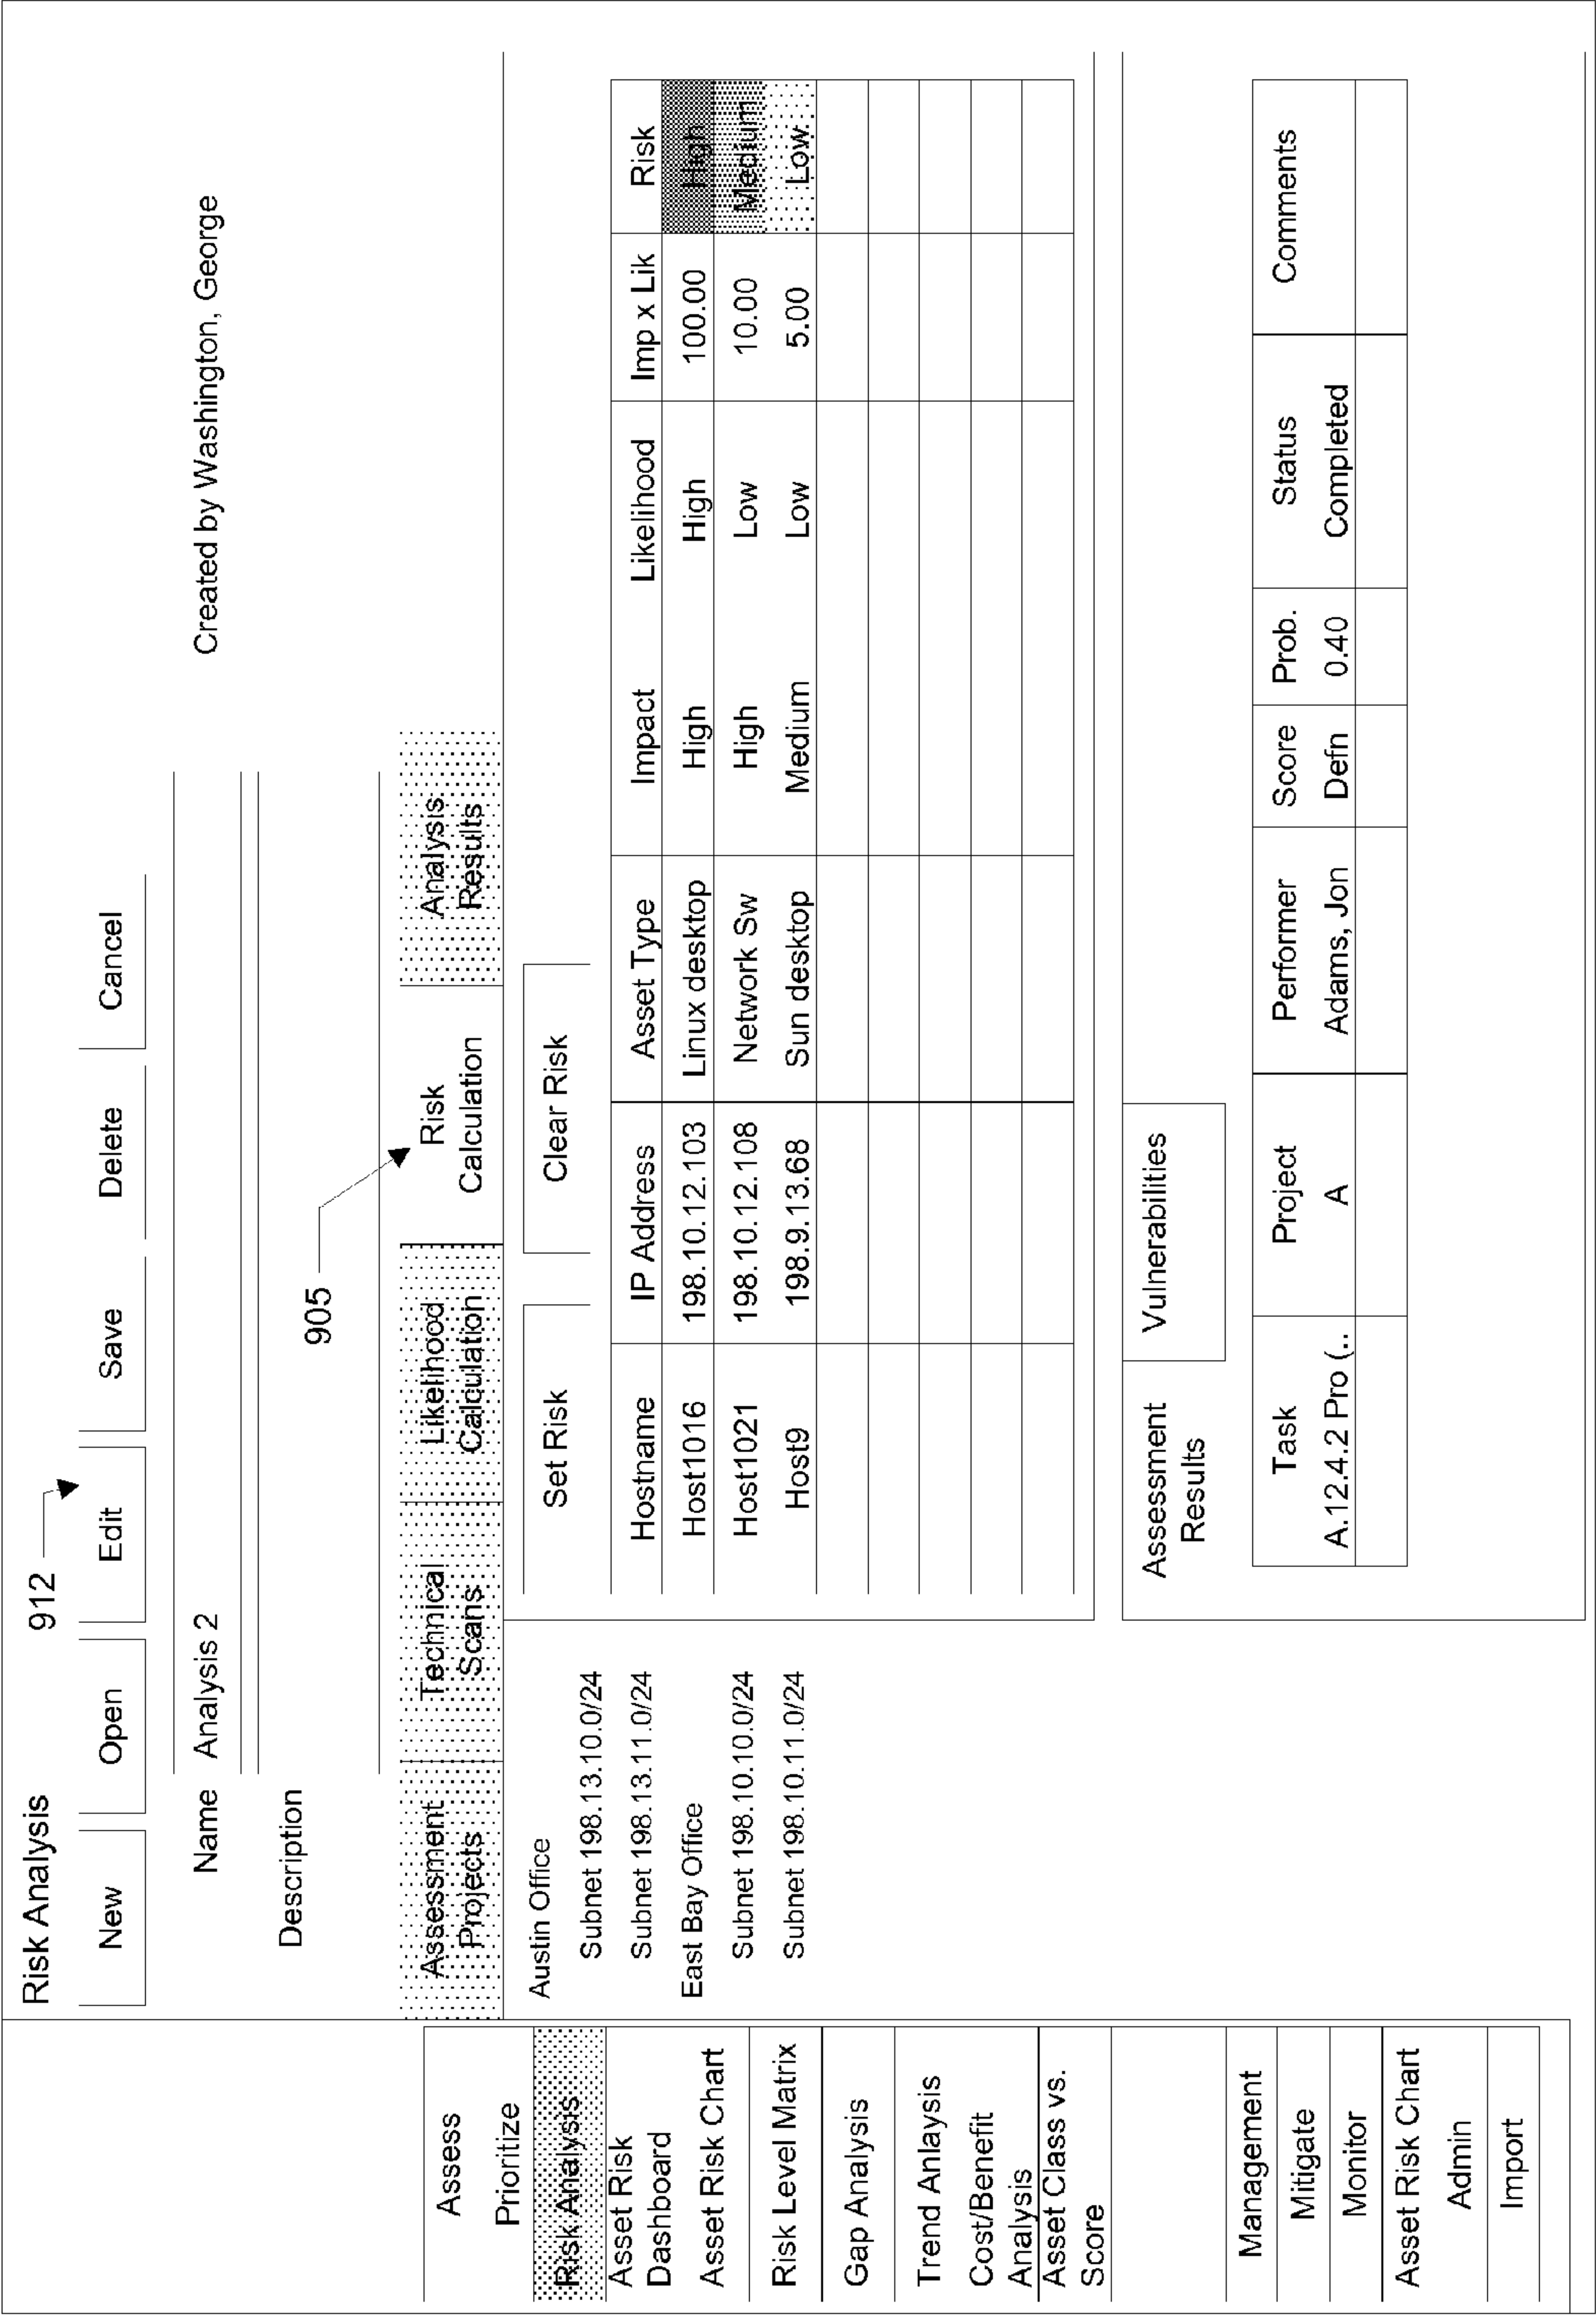 Risk Analysis
912
New Open Edit Save Delete Cancel
Name Analysis 2 Created by Washington, George
Description
905
Assessment Projects
Technical Scans
Likelihood Calculation
Risk Calculation
Analysis Results
Assess
Prioritize
Risk Analysis
Asset Risk
Dashboard
Asset Risk Chart
Risk Level Matrix
Gap Analysis
Trend Anlaysis
Cost/Benefit
Analysis
Asset Class vs.
Score
Management
Mitigate
Monitor
Asset Risk Chart
Admin
Import
Austin Office
Subnet 198.13.10.0/24
Subnet 198.13.11.0/24
East Bay Office
Subnet 198.10.10.0/24
Subnet 198.10.11.0/24
Set Risk Clear Risk
Hostname IP Address Asset Type Impact Likelihood Imp x Lik Risk
Host1016 198.10.12.103 Linux desktop High High 100.00 High
Host1021 198.10.12.108 Network Sw High Low 10.00 Medium
Host9 198.9.13.68 Sun desktop Medium Low 5.00 Low
Assessment
Results
Vulnerabilities
Task Project Performer Score Prob. Status Comments
A.12.4.2 Pro (.. A Adams, Jon Defn 0.40 Completed